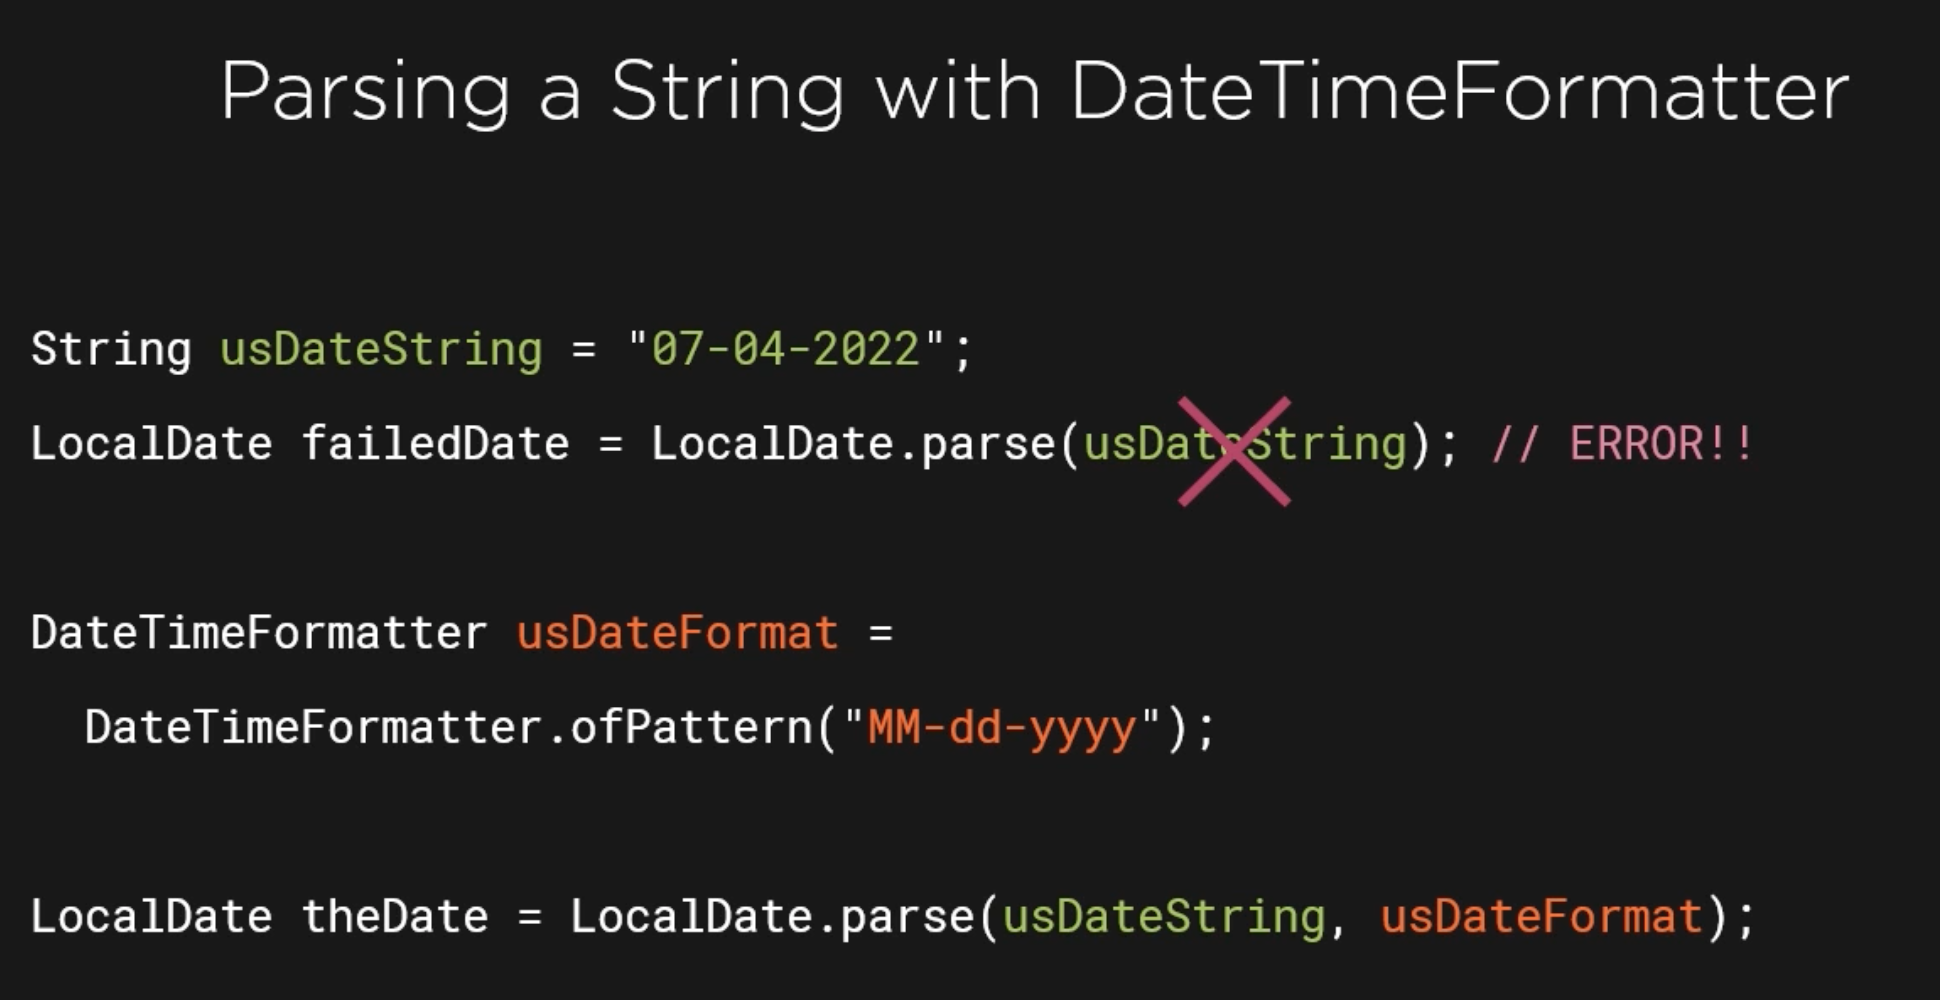 Parsing a String with DateTimeFormatter
String usDateString = "07-04-2022";
LocalDate failedDate = LocalDate.parse(usDateString); // ERROR!!
DateTimeFormatter usDateFormat =
DateTimeFormatter.ofPattern("MM-dd-yyyy");
LocalDate theDate = LocalDate.parse(usDateString, usDateFormat);